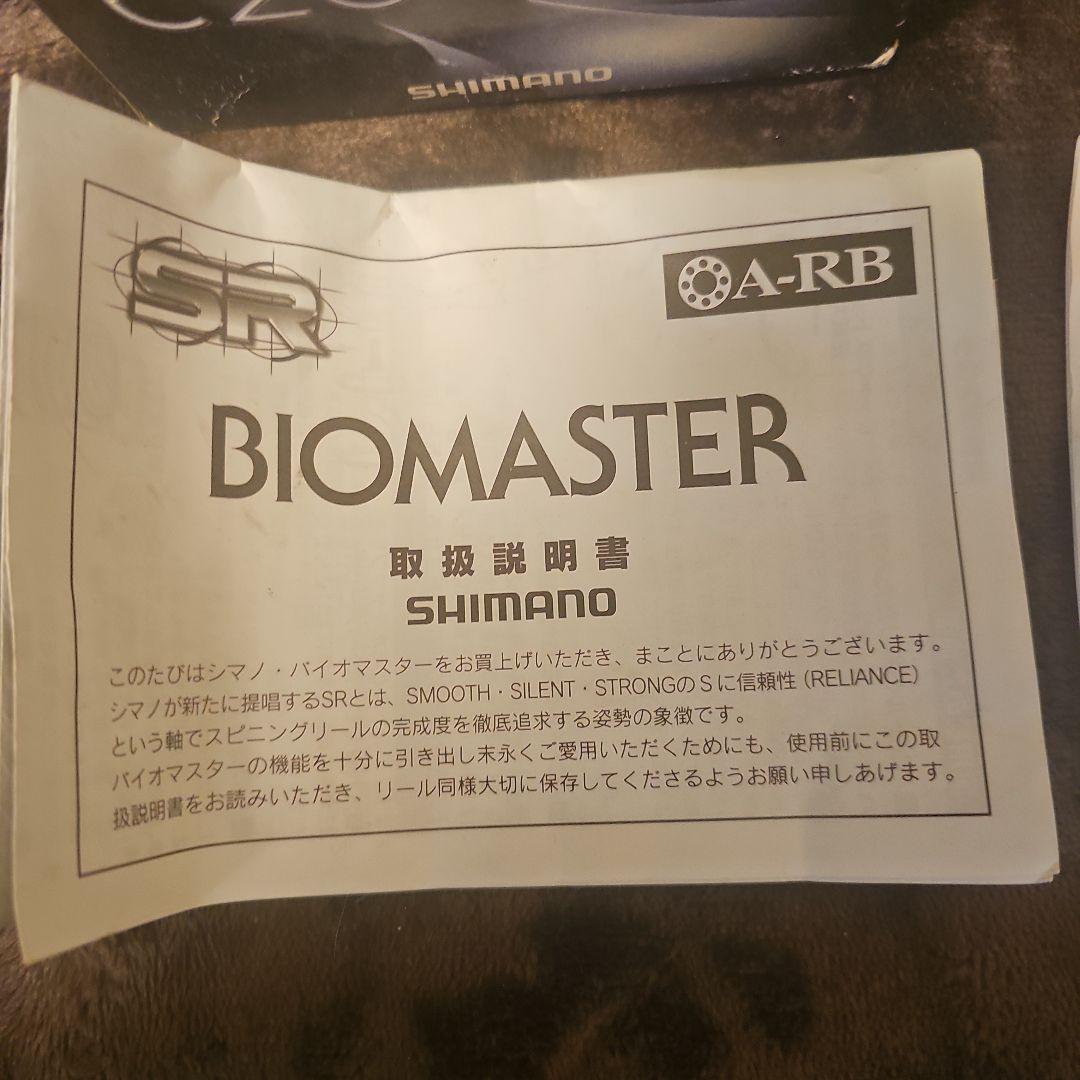 SHIMANO
SR
A-RB
BIOMASTER
取扱説明書
SHIMANO
このたびはシマノ・バイオマスターをお買上げいただき、まことにありがとうございます。
シマノが新たに提唱するSRとは、SMOOTH・SILENT・STRONGのSに信頼性(RELIANCE)
という軸でスピニングリールの完成度を徹底追求する姿勢の象徴です。
バイオマスターの機能を十分に引き出し末永くご愛用いただくためにも、使用前にこの取
扱説明書をお読みいただき、リール同様大切に保存してくださるようお願い申しあげます。